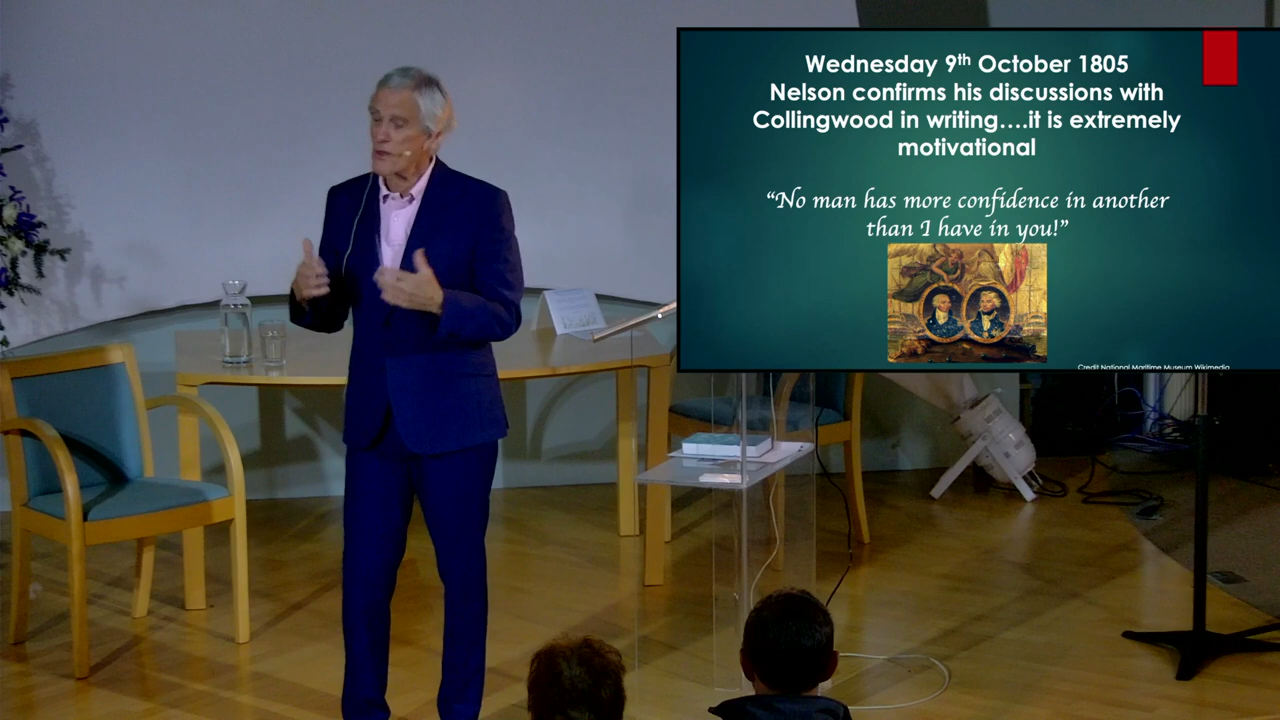 Wednesday 9th October 1805
Nelson confirms his discussions with
Collingwood in writing....it is extremely
motivational
“No man has more confidence in another
than I have in you!”
Credit National Maritime Museum Wikimedia